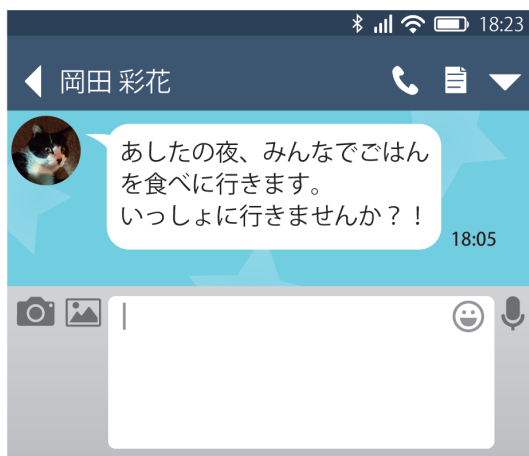 18:23
岡田 彩花
あしたの夜、みんなでごはん
を食べに行きます。
いっしょに行きませんか？！
18:05